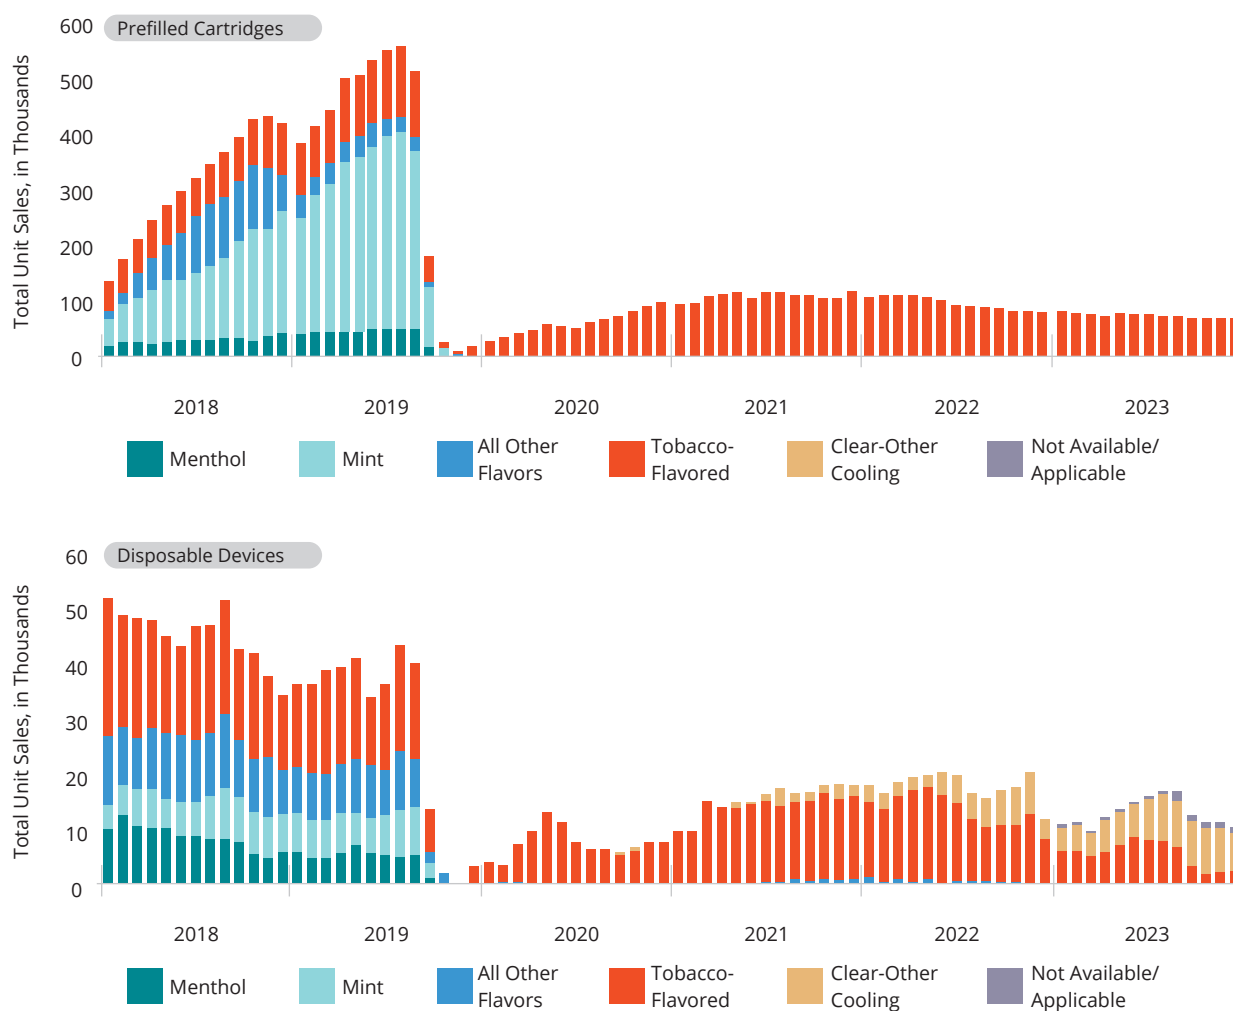 Prefilled Cartridges
Total Unit Sales, in Thousands
600
500
400
300
200
100
0
2018 2019 2020 2021 2022 2023
Menthol
Mint
All Other
Flavors
Tobacco-
Flavored
Clear-Other
Cooling
Not Available/
Applicable
Disposable Devices
Total Unit Sales, in Thousands
60
50
40
30
20
10
0
2018 2019 2020 2021 2022 2023
Menthol
Mint
All Other
Flavors
Tobacco-
Flavored
Clear-Other
Cooling
Not Available/
Applicable